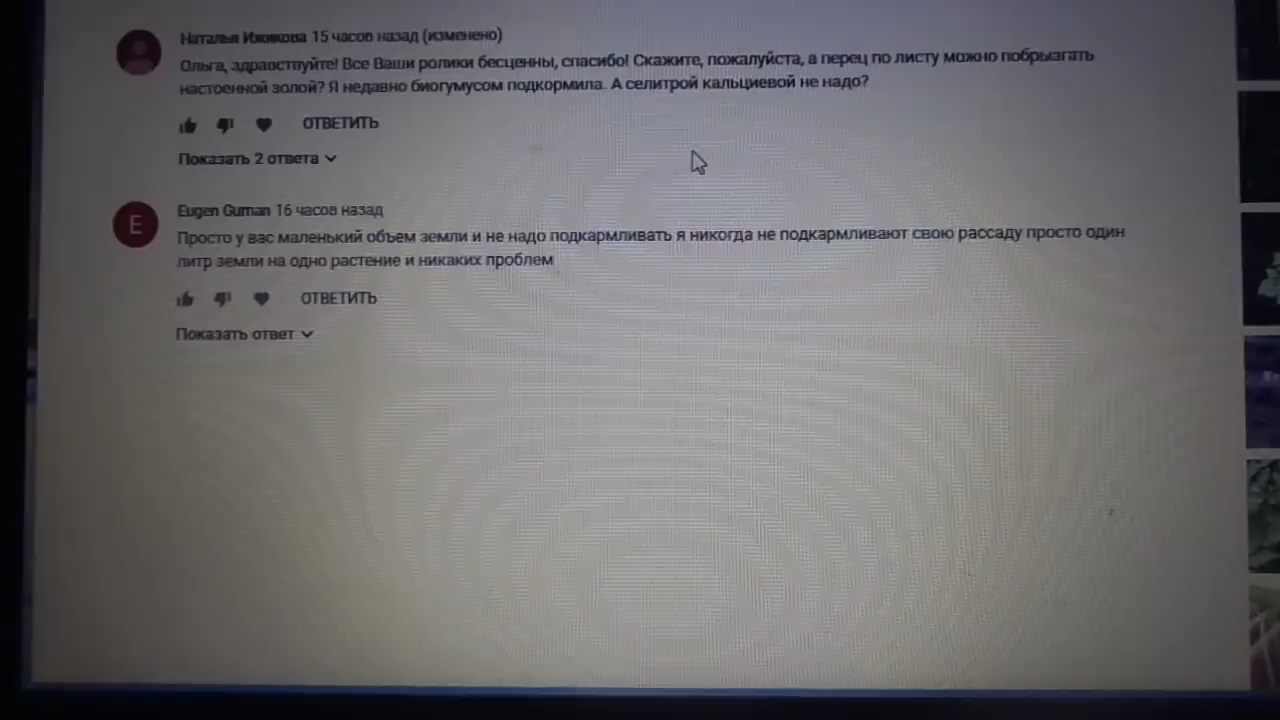 Наталья Ижикова 15 часов назад (изменено)
Ольга, здравствуйте! Все Ваши ролики бесценны, спасибо! Скажите, пожалуйста, а перец по листу можно побрызгать
настоенной золой? Я недавно биогумусом подкормила. А селитрой кальциевой не надо?
ОТВЕТИТЬ
Показать 2 ответа
E
Eugen Guman 16 часов назад
Просто у вас маленький объем земли и не надо подкармливать я никогда не подкармливают свою рассаду просто один
литр земли на одно растение и никаких проблем
ОТВЕТИТЬ
Показать ответ